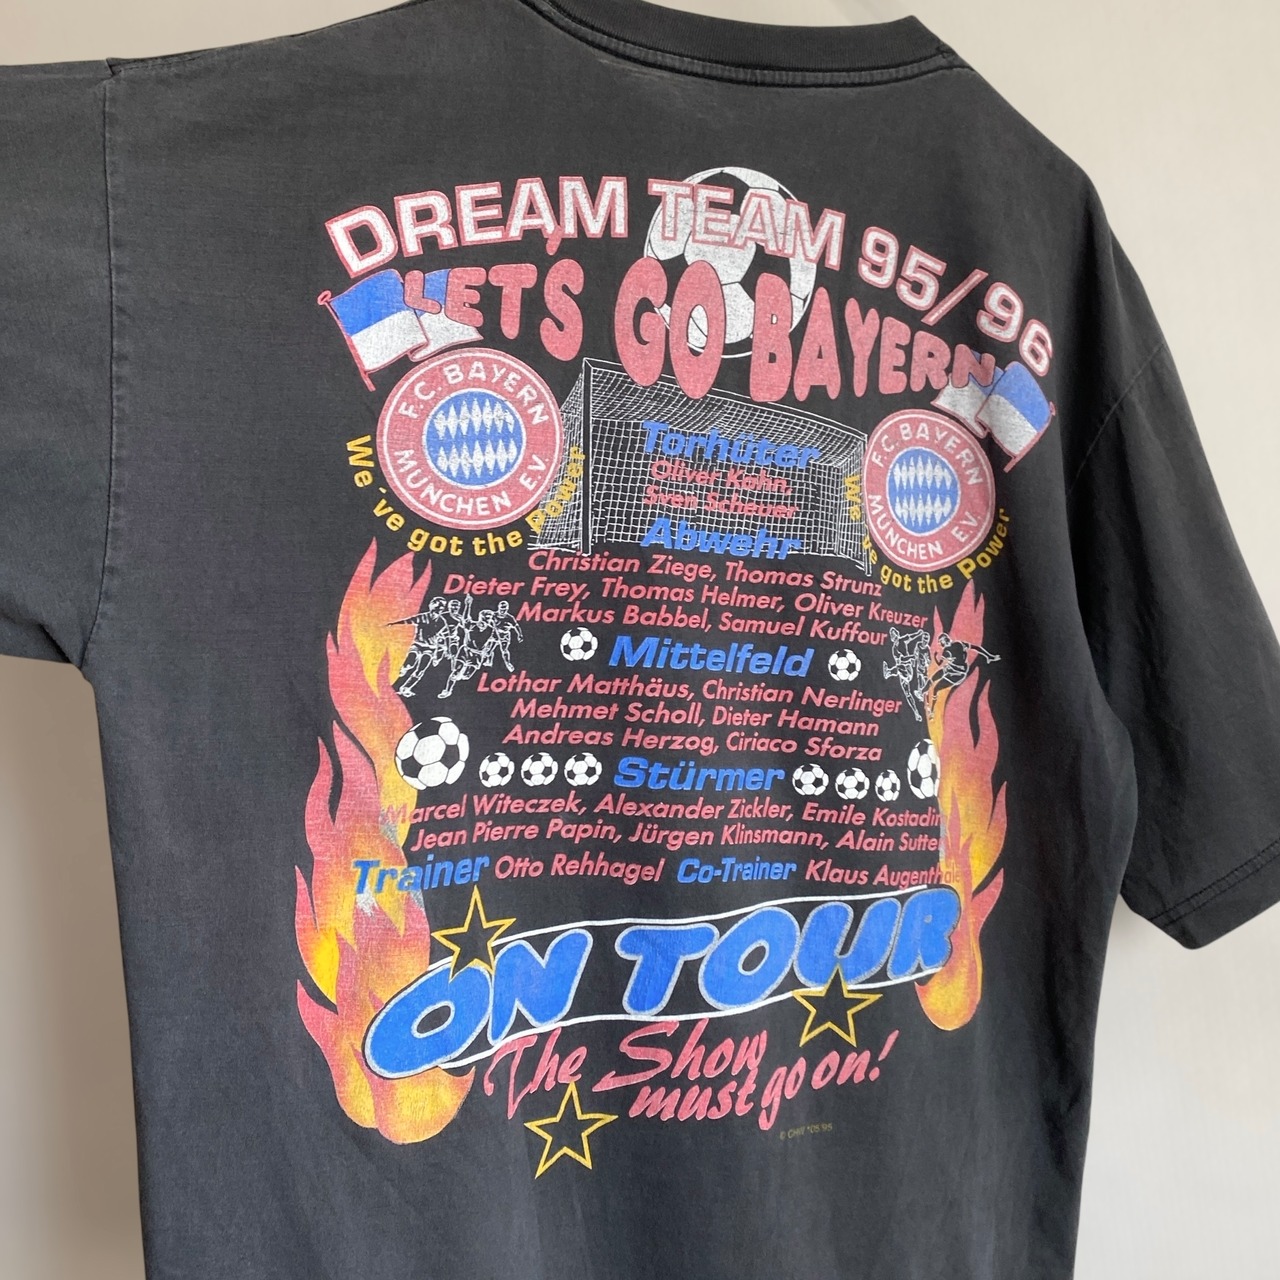 DREAM TEAM 95/96
LET'S GO BAYERN
F.C. BAYERN
MÜNCHEN E.V.
We´ve got the Power
F.C. BAYERN
MÜNCHEN E.V.
We´ve got the Power
Torhüter
Oliver Kahn,
Sven Scheuer
Abwehr
Christian Ziege, Thomas Strunz
Dieter Frey, Thomas Helmer, Oliver Kreuzer
Markus Babbel, Samuel Kuffour
Mittelfeld
Lothar Matthäus, Christian Nerlinger
Mehmet Scholl, Dieter Hamann
Andreas Herzog, Ciriaco Sforza
Stürmer
Marcel Witeczek, Alexander Zickler, Emile Kostadin
Jean Pierre Papin, Jürgen Klinsmann, Alain Sutter
Trainer Otto Rehhagel Co-Trainer Klaus Augenthaler
ON TOUR
The Show
must go on!